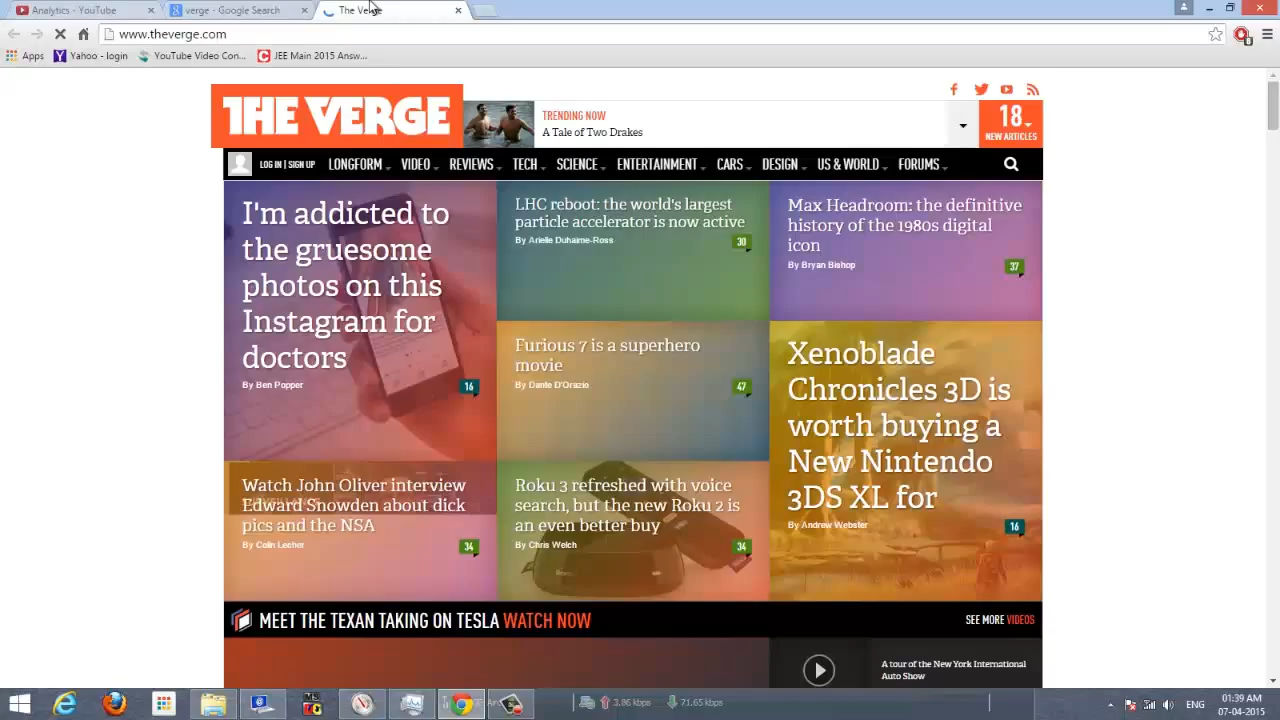 Analytics - YouTube
verge - Google Search
The Verge
www.theverge.com
Apps
Yahoo - login
YouTube Video Con...
JEE Main 2015 Answ...
THE VERGE
TRENDING NOW
A Tale of Two Drakes
18
NEW ARTICLES
LOG IN | SIGN UP
LONGFORM
VIDEO
REVIEWS
TECH
SCIENCE
ENTERTAINMENT
CARS
DESIGN
US & WORLD
FORUMS
I'm addicted to
the gruesome
photos on this
Instagram for
doctors
By Ben Popper
16
LHC reboot: the world's largest
particle accelerator is now active
By Arielle Duhaime-Ross
30
Max Headroom: the definitive
history of the 1980s digital
icon
By Bryan Bishop
37
Furious 7 is a superhero
movie
By Dante D'Orazio
47
Xenoblade
Chronicles 3D is
worth buying a
New Nintendo
3DS XL for
By Andrew Webster
16
Watch John Oliver interview
Edward Snowden about dick
pics and the NSA
By Colin Lecher
34
Roku 3 refreshed with voice
search, but the new Roku 2 is
an even better buy
By Chris Welch
34
MEET THE TEXAN TAKING ON TESLA WATCH NOW
SEE MORE VIDEOS
A tour of the New York International
Auto Show
3.86 kbps
71.65 kbps
ENG
01:39 AM
07-04-2015